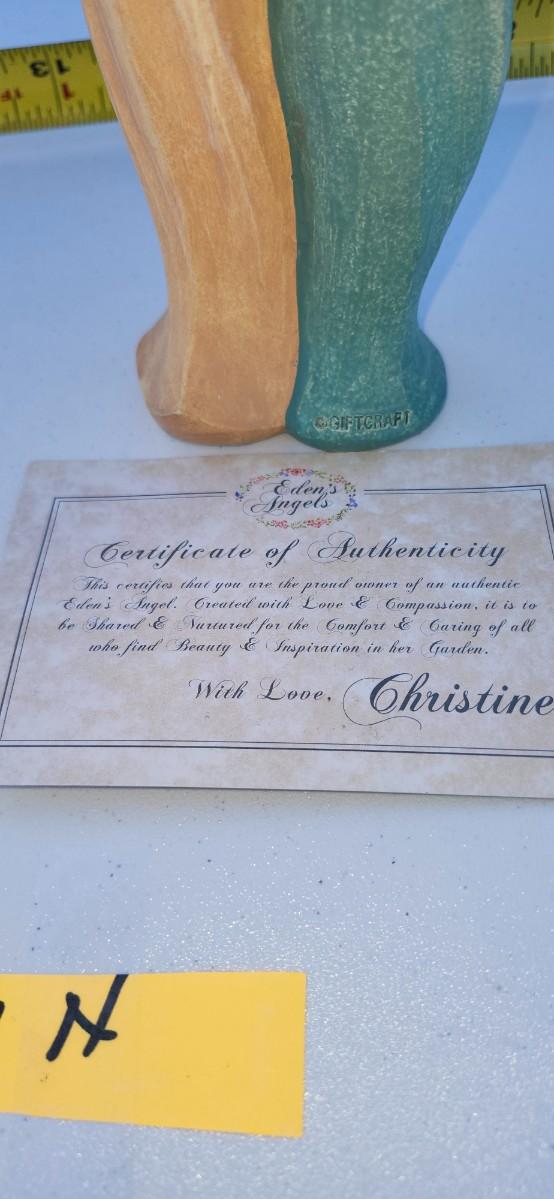 13
1F
1
©GIFTCRAFT
Eden's
Angels
Certificate of Authenticity
This certifies that you are the proud owner of an authentic
Eden's Angel. Created with Love & Compassion, it is to
be Shared & Nurtured for the Comfort & Caring of all
who find Beauty & Inspiration in her Garden.
With Love, Christine